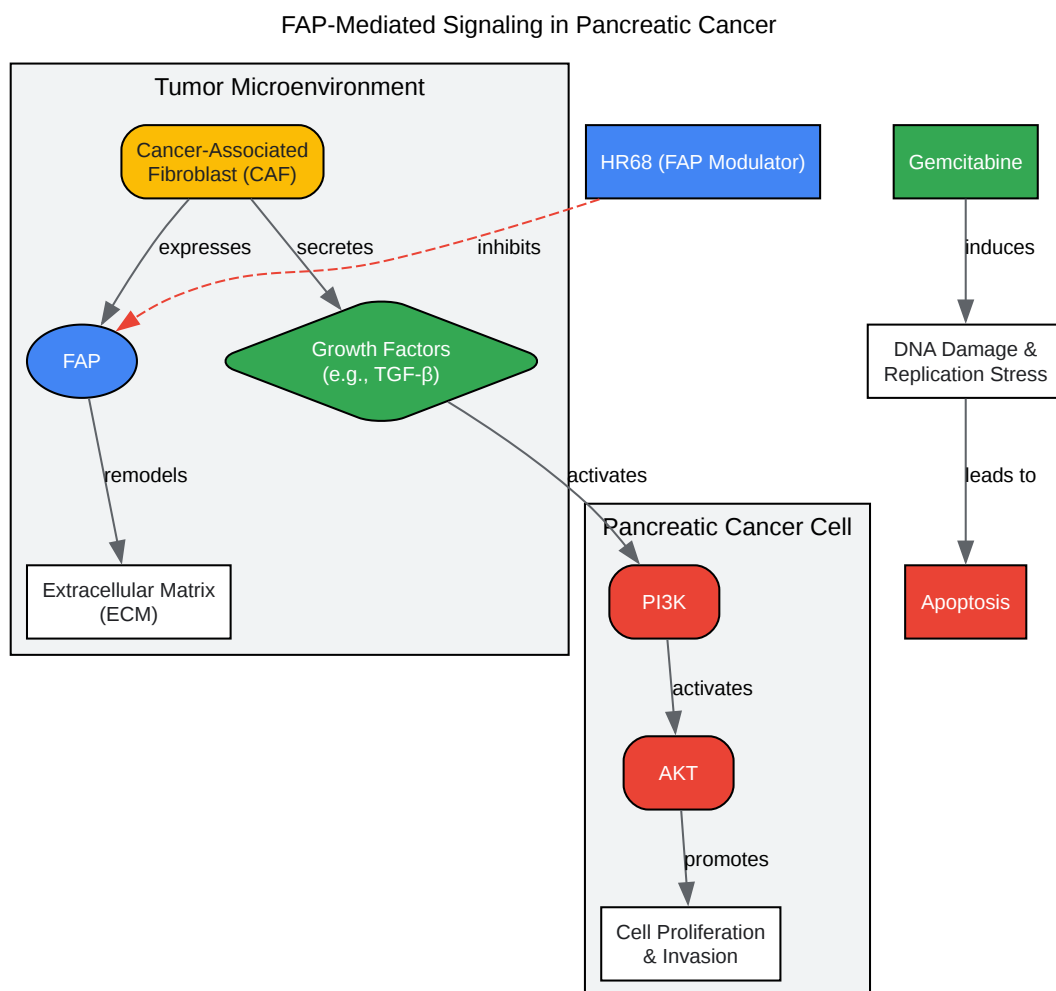 FAP-Mediated Signaling in Pancreatic Cancer
Tumor Microenvironment
Cancer-Associated
Fibroblast (CAF)
HR68 (FAP Modulator)
Gemcitabine
expresses
secretes
inhibits
induces
FAP
Growth Factors
(e.g., TGF-β)
DNA Damage &
Replication Stress
remodels
activates
leads to
Pancreatic Cancer Cell
Extracellular Matrix
(ECM)
PI3K
Apoptosis
activates
AKT
promotes
Cell Proliferation
& Invasion